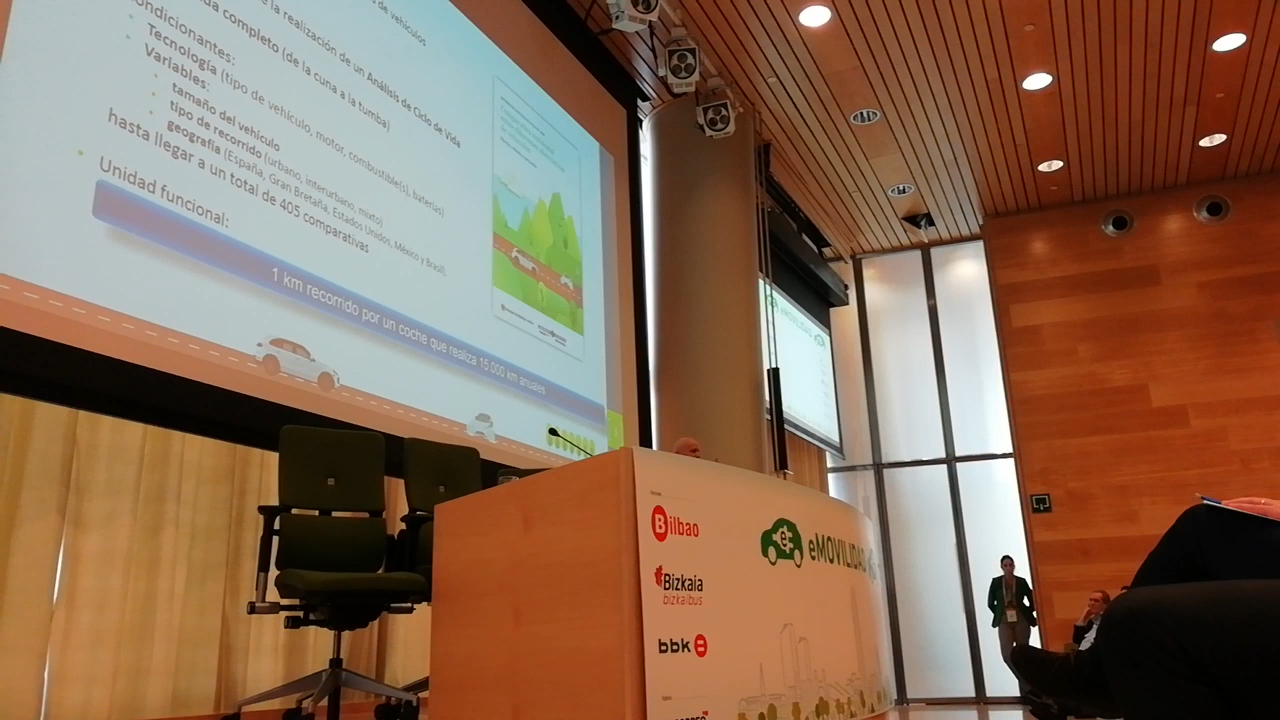 de vehículos
e la realización de un Análisis de Ciclo de Vida
da completo (de la cuna a la tumba)
ondicionantes:
Tecnología (tipo de vehículo, motor, combustible(s), baterías)
Variables:
tamaño del vehículo
tipo de recorrido (urbano, interurbano, mixto)
geografía (España, Gran Bretaña, Estados Unidos, México y Brasil).
hasta llegar a un total de 405 comparativas
Unidad funcional:
1 km recorrido por un coche que realiza 15.000 km anuales
Bilbao
Bizkaia
bizkaibus
bbk
e
eMOVILIDAD
eMOVILIDAD